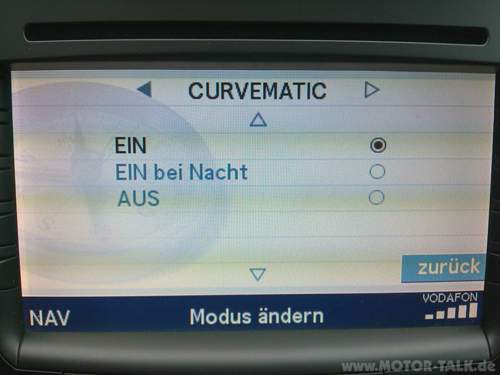 CURVEMATIC
EIN
EIN bei Nacht
AUS
zurück
VODAFON
NAV Modus ändern
www.MOTOR-TALK.de